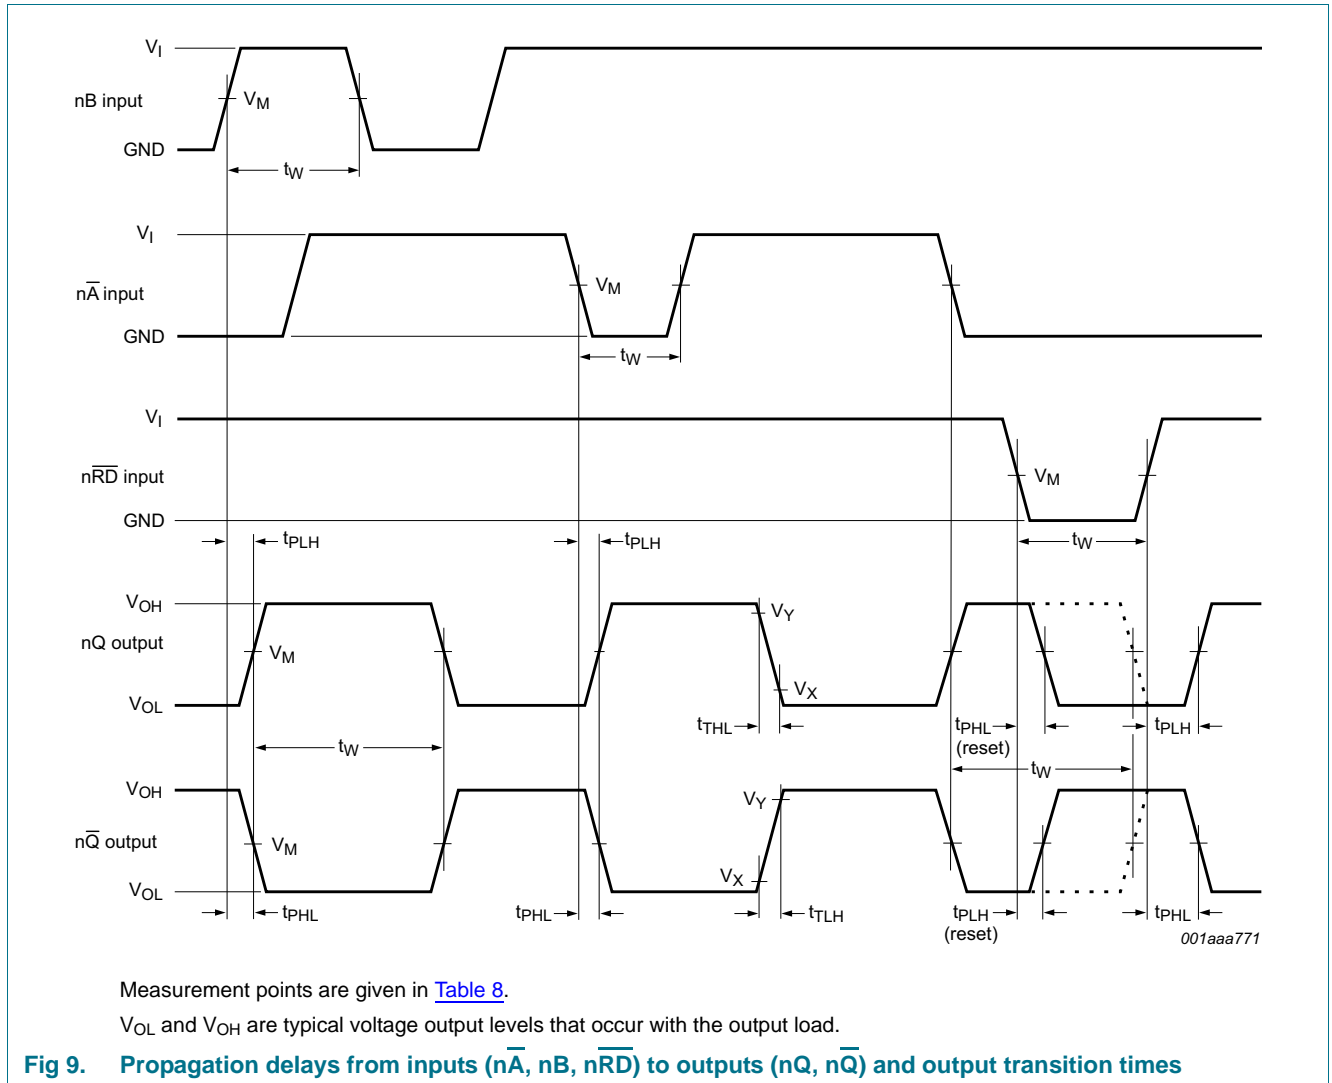 VI
nB input
VM
GND
tW
VI
nA̅ input
VM
GND
tW
VI
nR̅D̅ input
VM
GND
tW
tPLH
tPLH
VOH
nQ output
VM
VY
VX
VOL
tTHL
tPHL
(reset)
tPLH
tW
tW
VOH
nQ̅ output
VM
VY
VX
VOL
tPHL
tPHL
tTLH
tPLH
(reset)
tPHL
001aaa771
Measurement points are given in Table 8.
VOL and VOH are typical voltage output levels that occur with the output load.
Fig 9. Propagation delays from inputs (nA̅, nB, nR̅D̅) to outputs (nQ, nQ̅) and output transition times